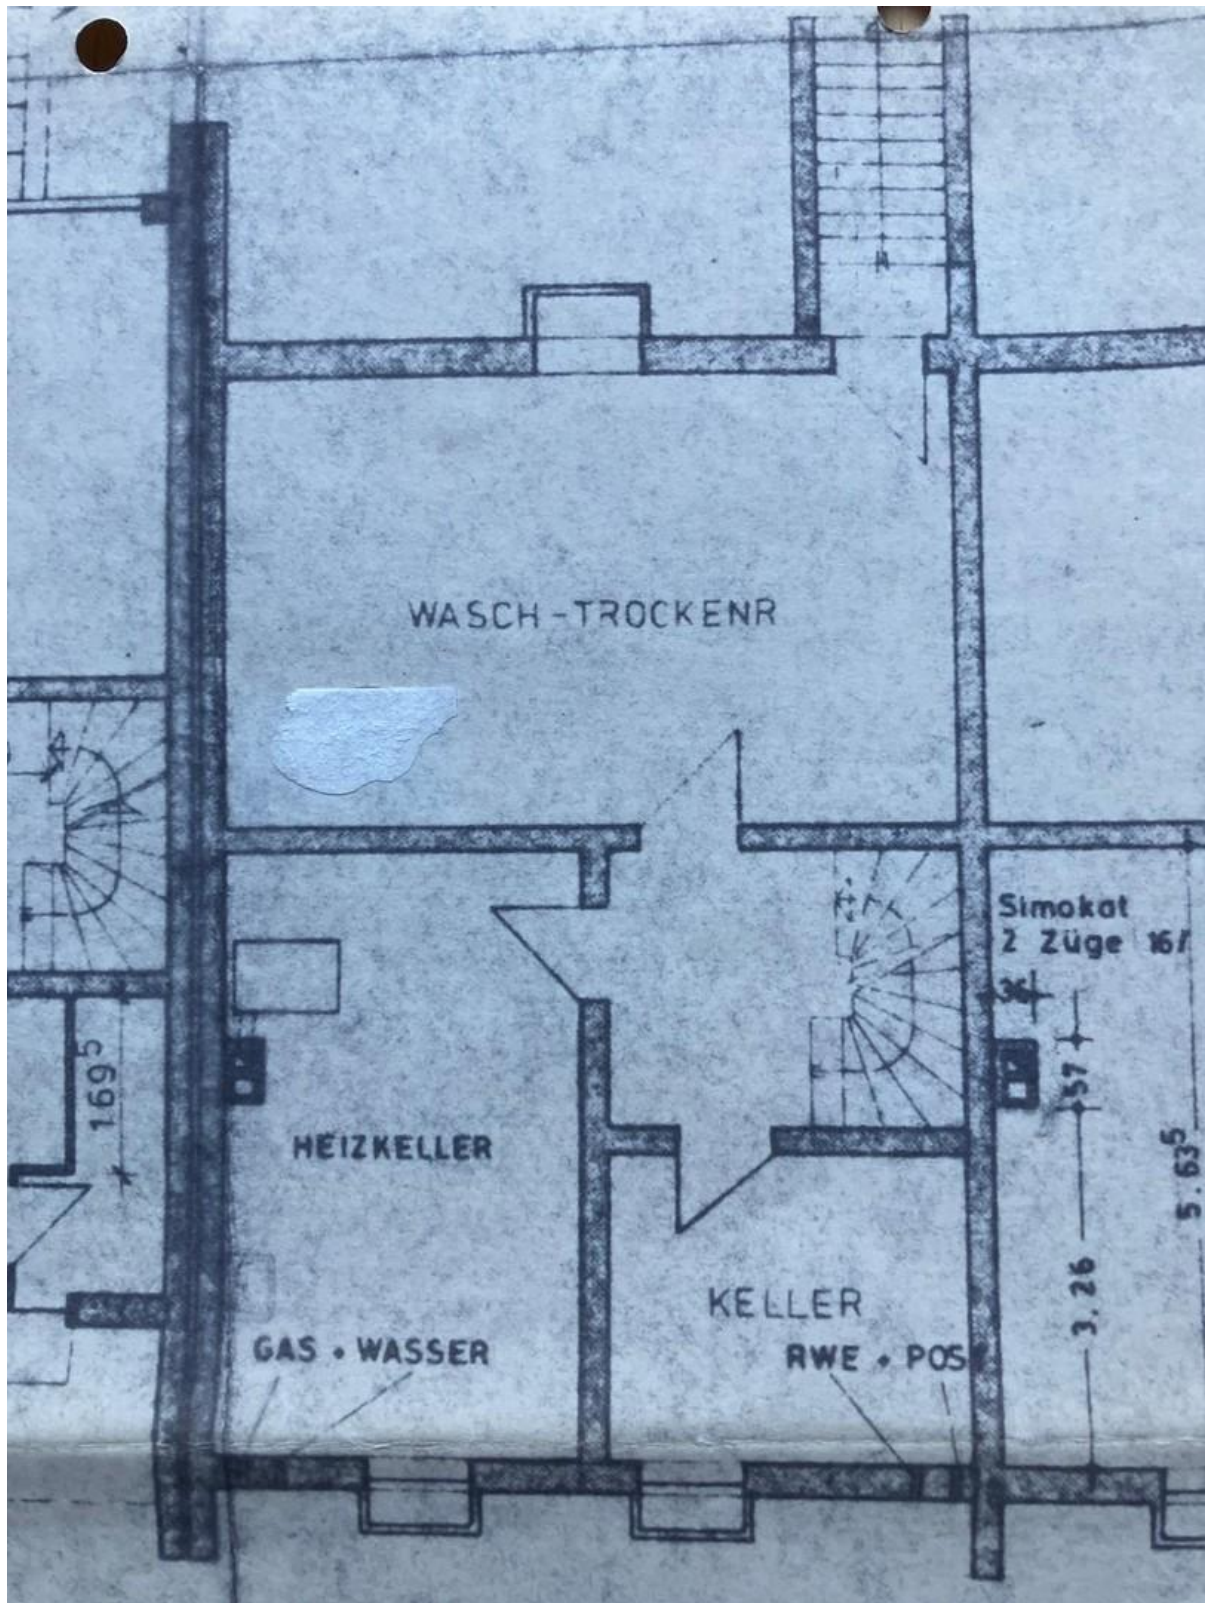 WASCH-TROCKENR
Simokat
2 Züge 16/
36
57
1.69⁵
HEIZKELLER
5.63⁵
3.26
KELLER
GAS + WASSER
RWE + POST